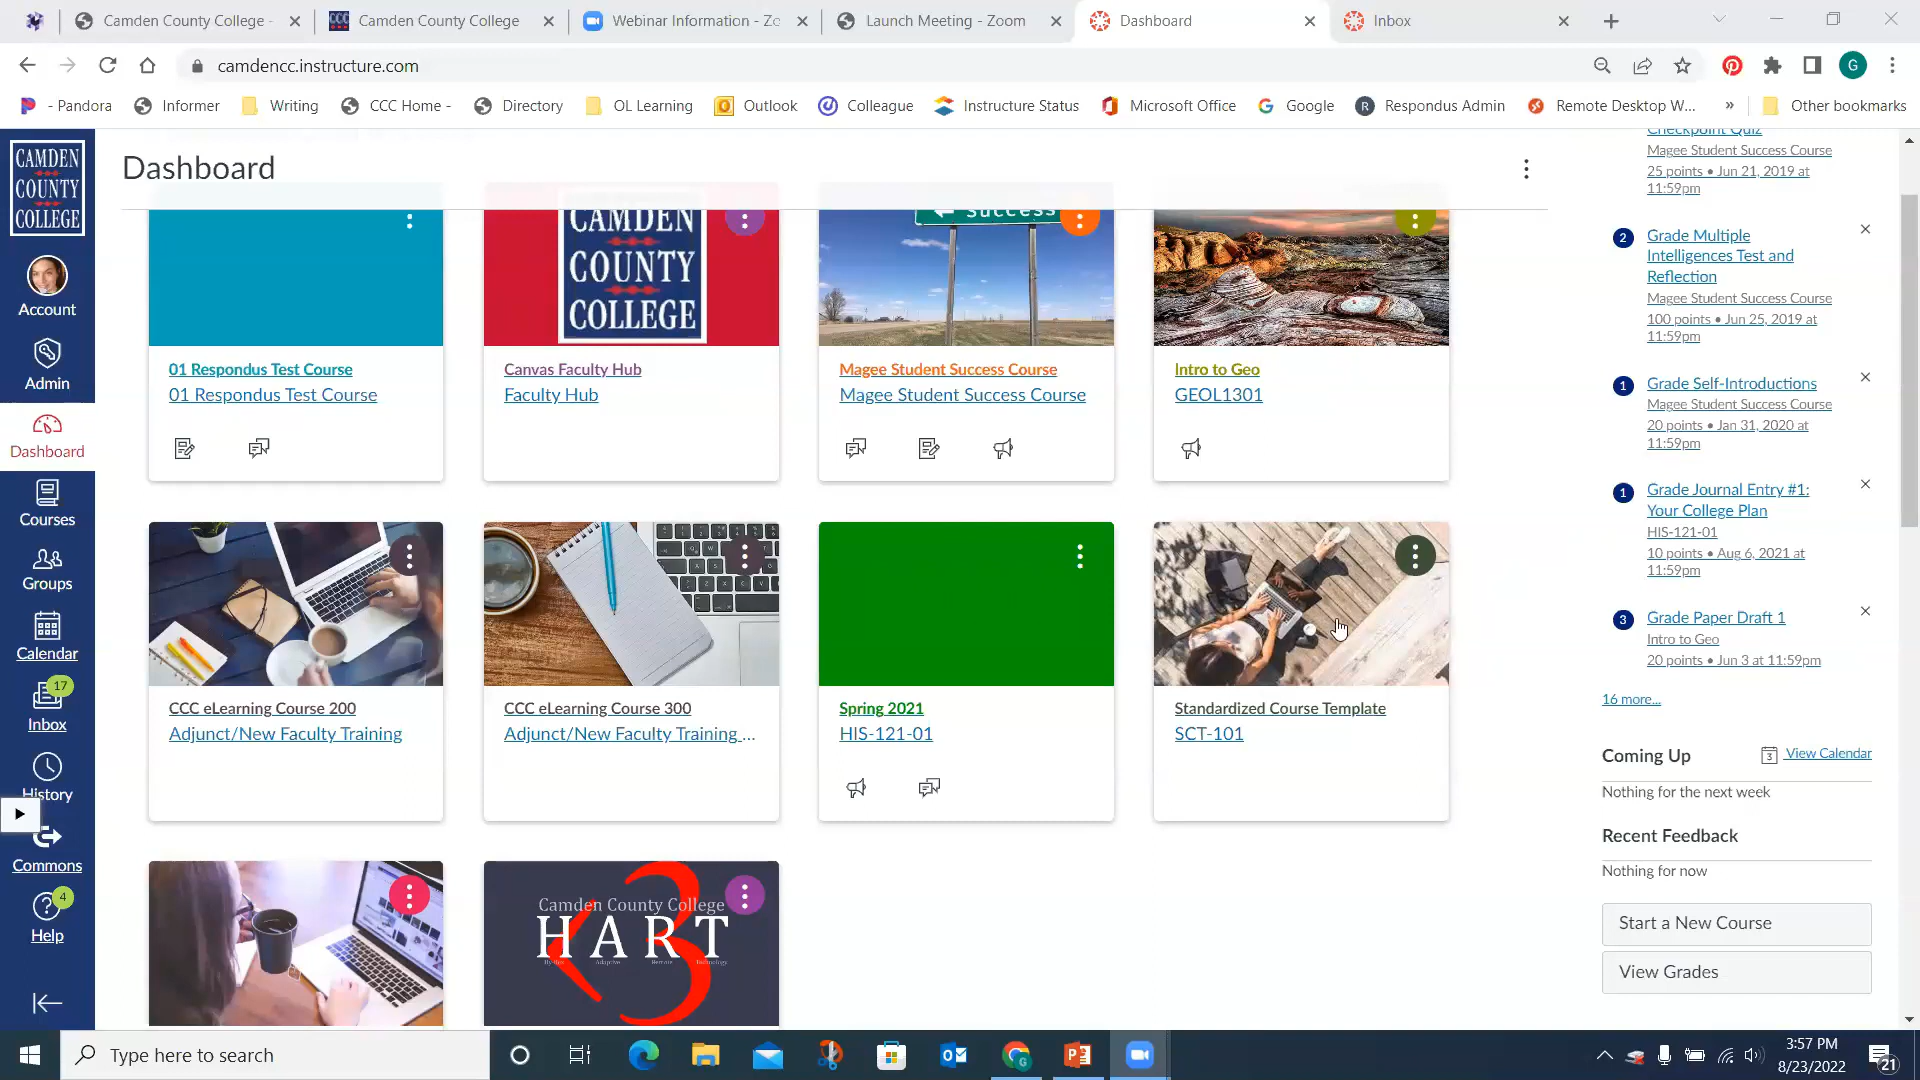 Camden County College -
Camden County College
Webinar Information - Zo
Launch Meeting - Zoom
Dashboard
Inbox
camdencc.instructure.com
G
- Pandora
Informer
Writing
CCC Home -
Directory
OL Learning
Outlook
Colleague
Instructure Status
Microsoft Office
Google
Respondus Admin
Remote Desktop W...
»
Other bookmarks
CAMDEN
COUNTY
COLLEGE
Account
Admin
Dashboard
Courses
Groups
Calendar
17
Inbox
History
Commons
4
Help
Dashboard
01 Respondus Test Course
01 Respondus Test Course
CAMDEN
COUNTY
COLLEGE
Canvas Faculty Hub
Faculty Hub
Success
Magee Student Success Course
Magee Student Success Course
Intro to Geo
GEOL1301
CCC eLearning Course 200
Adjunct/New Faculty Training
CCC eLearning Course 300
Adjunct/New Faculty Training ...
Spring 2021
HIS-121-01
Standardized Course Template
SCT-101
Camden County College
HART
3
Checkpoint Quiz
Magee Student Success Course
25 points • Jun 21, 2019 at
11:59pm
2
Grade Multiple
Intelligences Test and
Reflection
Magee Student Success Course
100 points • Jun 25, 2019 at
11:59pm
1
Grade Self-Introductions
Magee Student Success Course
20 points • Jan 31, 2020 at
11:59pm
1
Grade Journal Entry #1:
Your College Plan
HIS-121-01
10 points • Aug 6, 2021 at
11:59pm
3
Grade Paper Draft 1
Intro to Geo
20 points • Jun 3 at 11:59pm
16 more...
Coming Up
3
View Calendar
Nothing for the next week
Recent Feedback
Nothing for now
Start a New Course
View Grades
Type here to search
3:57 PM
8/23/2022
21